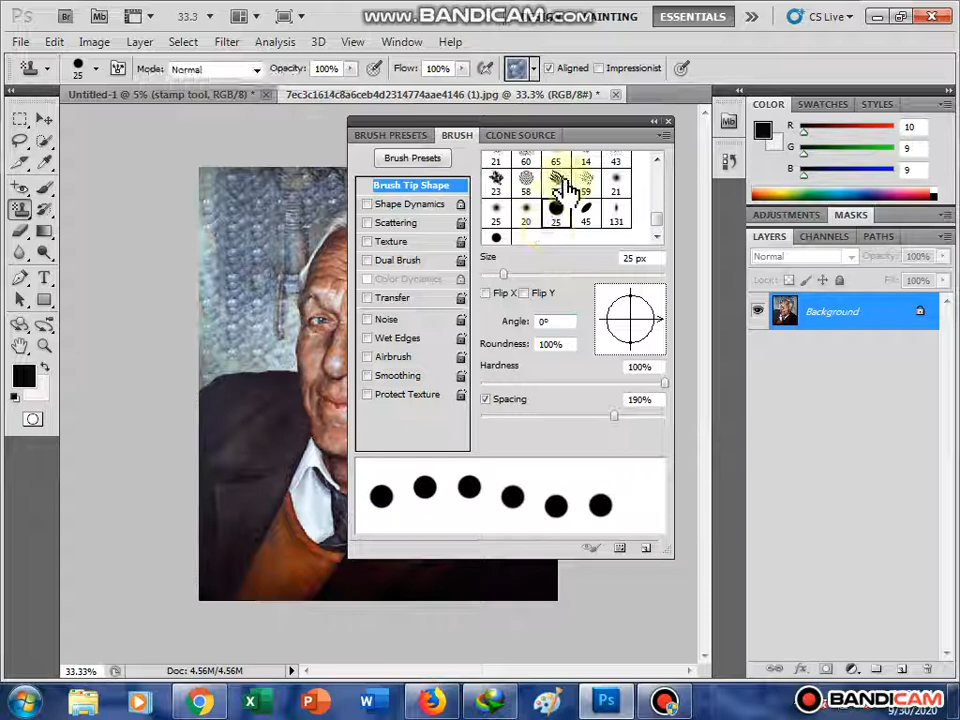 www.BANDICAM.com
PAINTING
ESSENTIALS
CS Live
Ps
Br
Mb
33.3
File Edit Image Layer Select Filter Analysis 3D View Window Help
25
Mode: Normal
Opacity: 100%
Flow: 100%
Aligned
Impressionist
Untitled-1 @ 5% (stamp tool, RGB/8) *
7ec3c1614c8a6ceb4d2314774aae4146 (1).jpg @ 33.3% (RGB/8#) *
BRUSH PRESETS
BRUSH
CLONE SOURCE
Brush Presets
Brush Tip Shape
Shape Dynamics
Scattering
Texture
Dual Brush
Color Dynamics
Transfer
Noise
Wet Edges
Airbrush
Smoothing
Protect Texture
21 60 65 14 43
23 58 59 21
25 20 25 45 131
Size
25 px
Flip X
Flip Y
Angle: 0º
Roundness: 100%
Hardness
100%
Spacing
190%
Mb
COLOR
SWATCHES
STYLES
R 10
G 9
B 9
ADJUSTMENTS
MASKS
LAYERS
CHANNELS
PATHS
Normal
Opacity: 100%
Lock:
Fill: 100%
Background
33.33%
Doc: 4.56M/4.56M
Ps
BANDICAM
9/30/2020